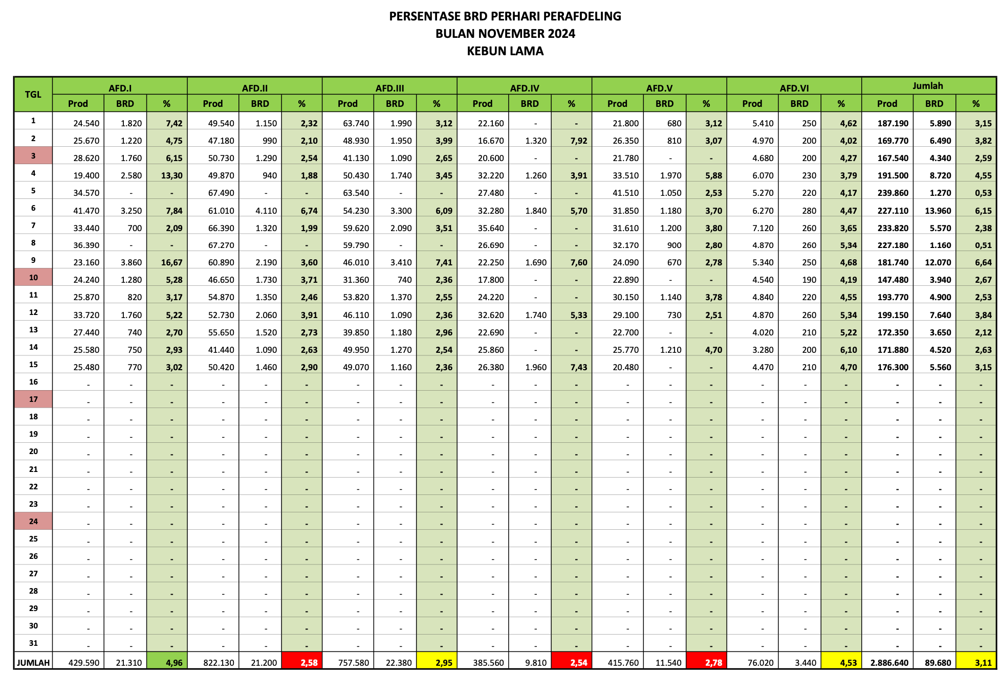 PERSENTASE BRD PERHARI PERAFDELING
BULAN NOVEMBER 2024
KEBUN LAMA
TGL AFD.I AFD.II AFD.III AFD.IV AFD.V AFD.VI Jumlah
Prod BRD % Prod BRD % Prod BRD % Prod BRD % Prod BRD % Prod BRD % Prod BRD %
1 24.540 1.820 7,42 49.540 1.150 2,32 63.740 1.990 3,12 22.160 - - 21.800 680 3,12 5.410 250 4,62 187.190 5.890 3,15
2 25.670 1.220 4,75 47.180 990 2,10 48.930 1.950 3,99 16.670 1.320 7,92 26.350 810 3,07 4.970 200 4,02 169.770 6.490 3,82
3 28.620 1.760 6,15 50.730 1.290 2,54 41.130 1.090 2,65 20.600 - - 21.780 - - 4.680 200 4,27 167.540 4.340 2,59
4 19.400 2.580 13,30 49.870 940 1,88 50.430 1.740 3,45 32.220 1.260 3,91 33.510 1.970 5,88 6.070 230 3,79 191.500 8.720 4,55
5 34.570 - - 67.490 - - 63.540 - - 27.480 - - 41.510 1.050 2,53 5.270 220 4,17 239.860 1.270 0,53
6 41.470 3.250 7,84 61.010 4.110 6,74 54.230 3.300 6,09 32.280 1.840 5,70 31.850 1.180 3,70 6.270 280 4,47 227.110 13.960 6,15
7 33.440 700 2,09 66.390 1.320 1,99 59.620 2.090 3,51 35.640 - - 31.610 1.200 3,80 7.120 260 3,65 233.820 5.570 2,38
8 36.390 - - 67.270 - - 59.790 - - 26.690 - - 32.170 900 2,80 4.870 260 5,34 227.180 1.160 0,51
9 23.160 3.860 16,67 60.890 2.190 3,60 46.010 3.410 7,41 22.250 1.690 7,60 24.090 670 2,78 5.340 250 4,68 181.740 12.070 6,64
10 24.240 1.280 5,28 46.650 1.730 3,71 31.360 740 2,36 17.800 - - 22.890 - - 4.540 190 4,19 147.480 3.940 2,67
11 25.870 820 3,17 54.870 1.350 2,46 53.820 1.370 2,55 24.220 - - 30.150 1.140 3,78 4.840 220 4,55 193.770 4.900 2,53
12 33.720 1.760 5,22 52.730 2.060 3,91 46.110 1.090 2,36 32.620 1.740 5,33 29.100 730 2,51 4.870 260 5,34 199.150 7.640 3,84
13 27.440 740 2,70 55.650 1.520 2,73 39.850 1.180 2,96 22.690 - - 22.700 - - 4.020 210 5,22 172.350 3.650 2,12
14 25.580 750 2,93 41.440 1.090 2,63 49.950 1.270 2,54 25.860 - - 25.770 1.210 4,70 3.280 200 6,10 171.880 4.520 2,63
15 25.480 770 3,02 50.420 1.460 2,90 49.070 1.160 2,36 26.380 1.960 7,43 20.480 - - 4.470 210 4,70 176.300 5.560 3,15
16 - - - - - - - - - - - - - - - - - - - - -
17 - - - - - - - - - - - - - - - - - - - - -
18 - - - - - - - - - - - - - - - - - - - - -
19 - - - - - - - - - - - - - - - - - - - - -
20 - - - - - - - - - - - - - - - - - - - - -
21 - - - - - - - - - - - - - - - - - - - - -
22 - - - - - - - - - - - - - - - - - - - - -
23 - - - - - - - - - - - - - - - - - - - - -
24 - - - - - - - - - - - - - - - - - - - - -
25 - - - - - - - - - - - - - - - - - - - - -
26 - - - - - - - - - - - - - - - - - - - - -
27 - - - - - - - - - - - - - - - - - - - - -
28 - - - - - - - - - - - - - - - - - - - - -
29 - - - - - - - - - - - - - - - - - - - - -
30 - - - - - - - - - - - - - - - - - - - - -
31 - - - - - - - - - - - - - - - - - - - - -
JUMLAH 429.590 21.310 4,96 822.130 21.200 2,58 757.580 22.380 2,95 385.560 9.810 2,54 415.760 11.540 2,78 76.020 3.440 4,53 2.886.640 89.680 3,11